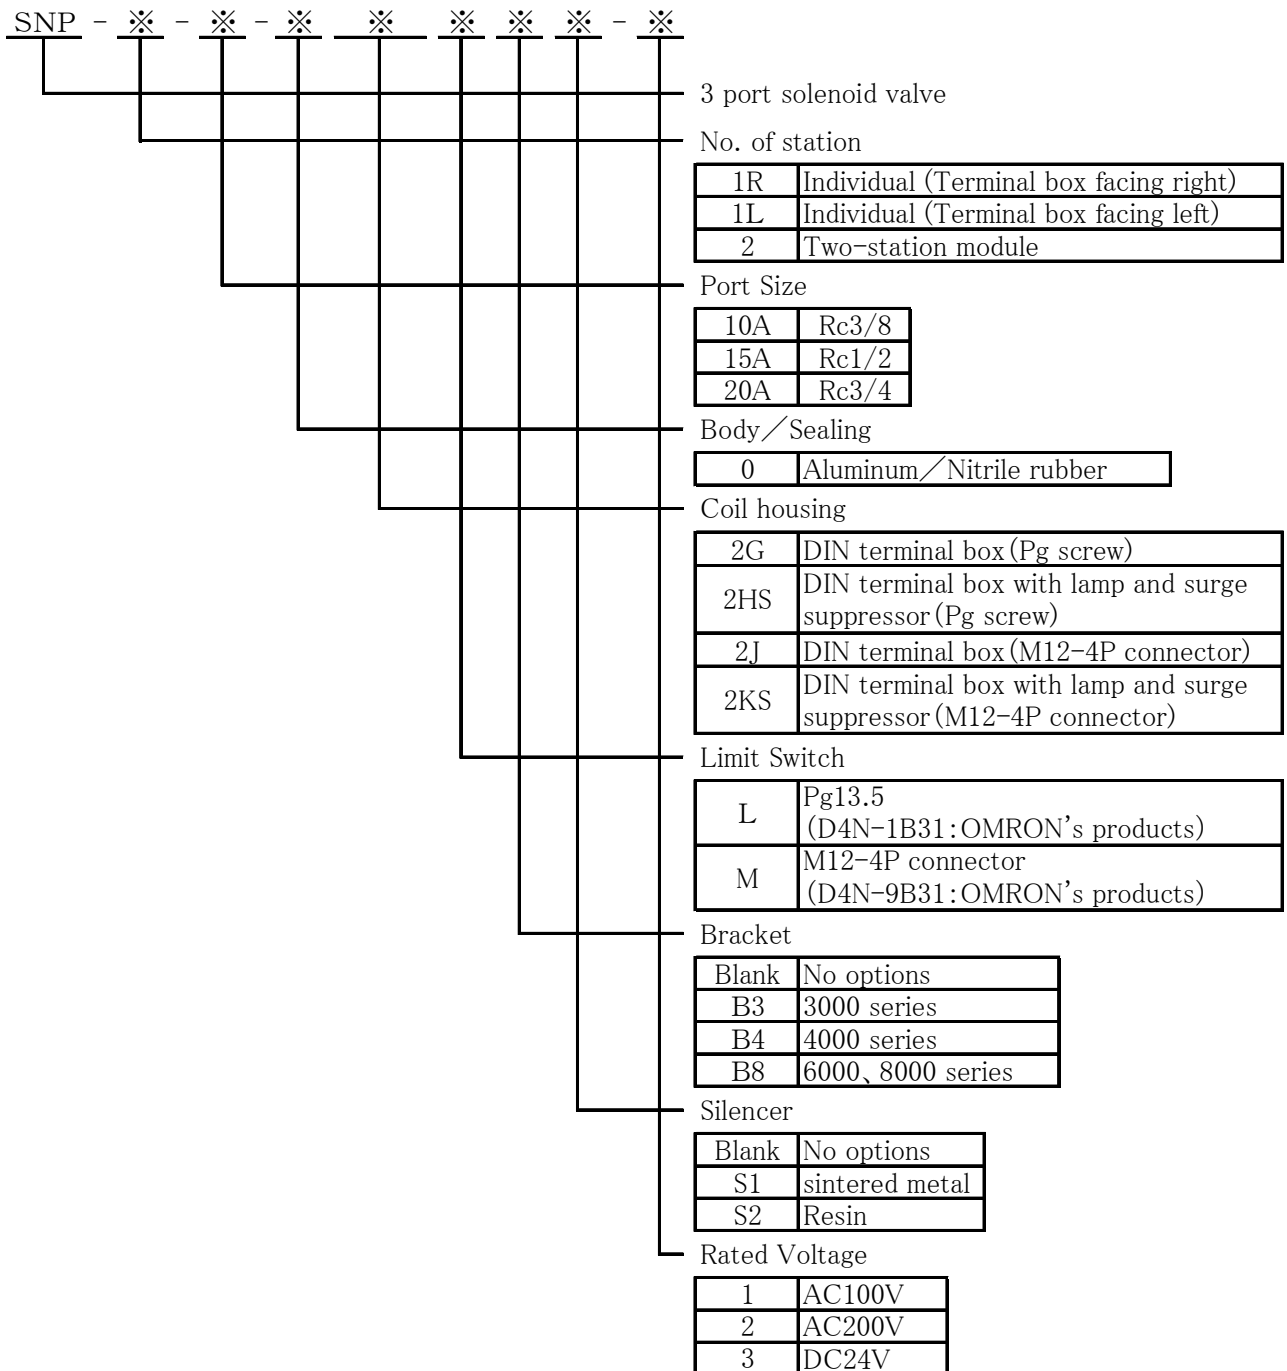 SNP - ※ - ※ - ※ ※ ※ ※ ※ - ※
3 port solenoid valve
No. of station
1R Individual (Terminal box facing right)
1L Individual (Terminal box facing left)
2 Two-station module
Port Size
10A Rc3/8
15A Rc1/2
20A Rc3/4
Body／Sealing
0 Aluminum／Nitrile rubber
Coil housing
2G DIN terminal box(Pg screw)
2HS DIN terminal box with lamp and surge
suppressor(Pg screw)
2J DIN terminal box(M12-4P connector)
2KS DIN terminal box with lamp and surge
suppressor(M12-4P connector)
Limit Switch
L Pg13.5
(D4N-1B31:OMRON's products)
M M12-4P connector
(D4N-9B31:OMRON's products)
Bracket
Blank No options
B3 3000 series
B4 4000 series
B8 6000、8000 series
Silencer
Blank No options
S1 sintered metal
S2 Resin
Rated Voltage
1 AC100V
2 AC200V
3 DC24V